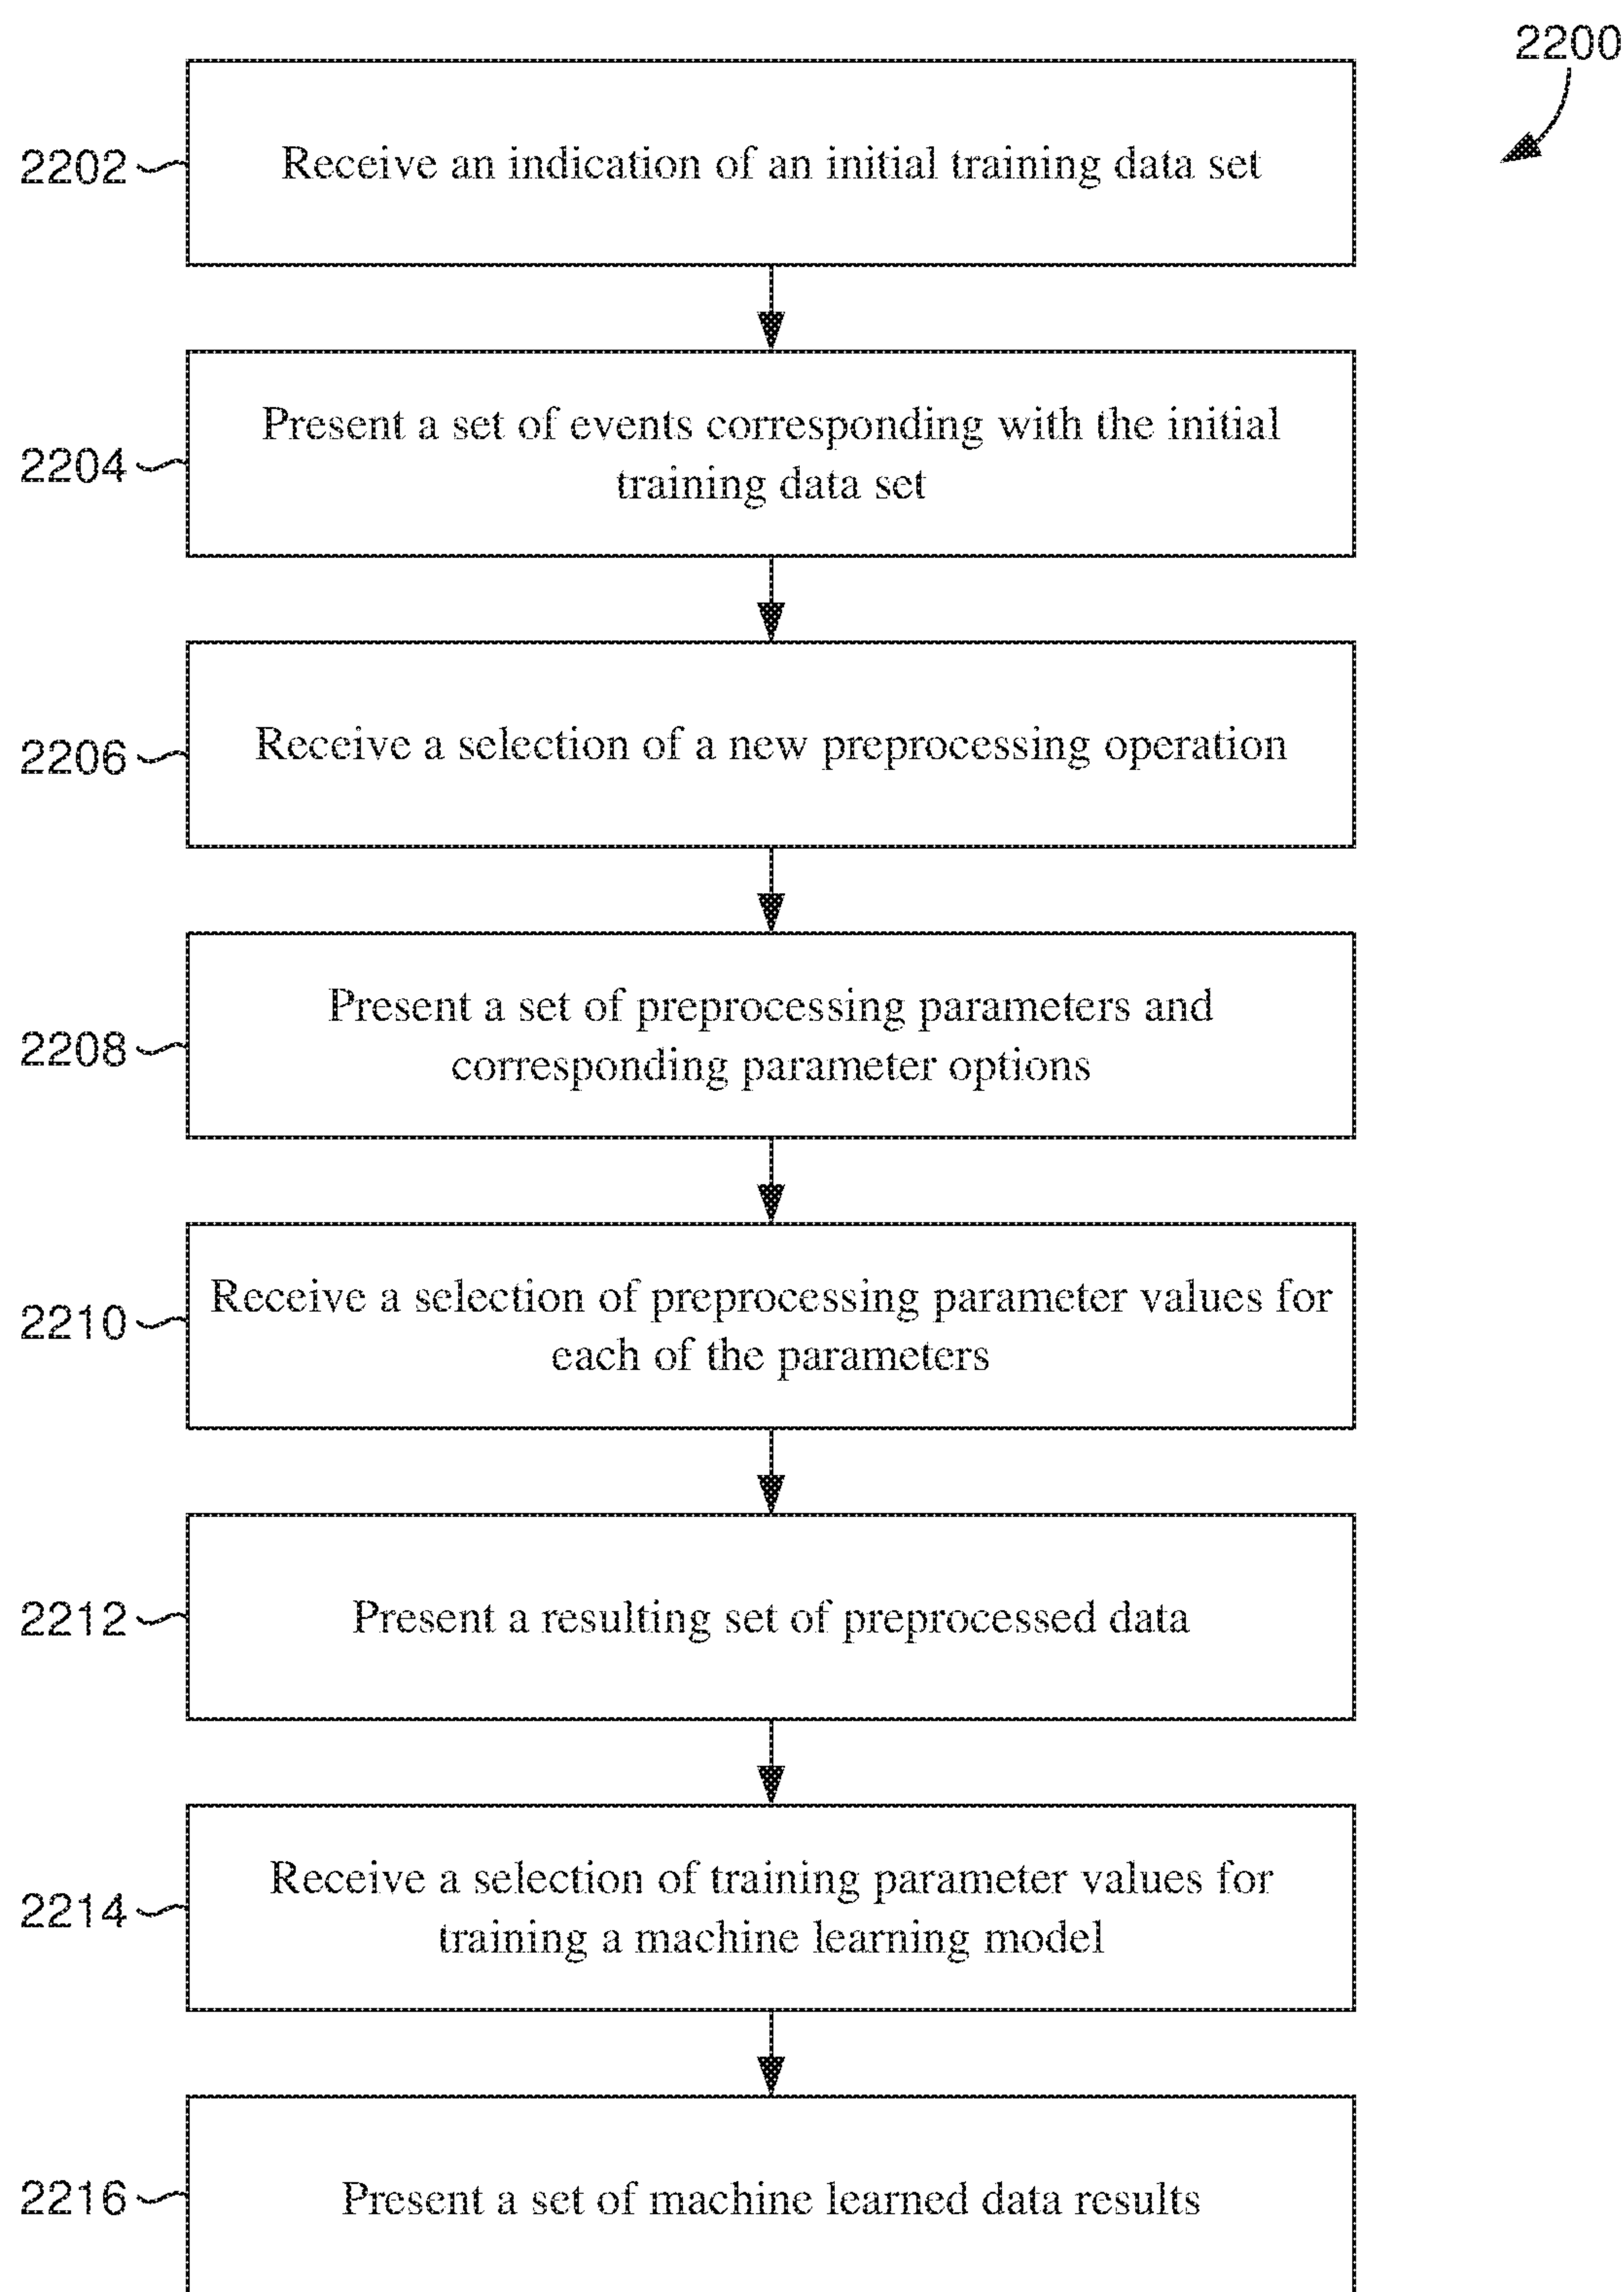 2200
2202
Receive an indication of an initial training data set
2204
Present a set of events corresponding with the initial
training data set
2206
Receive a selection of a new preprocessing operation
2208
Present a set of preprocessing parameters and
corresponding parameter options
2210
Receive a selection of preprocessing parameter values for
each of the parameters
2212
Present a resulting set of preprocessed data
2214
Receive a selection of training parameter values for
training a machine learning model
2216
Present a set of machine learned data results